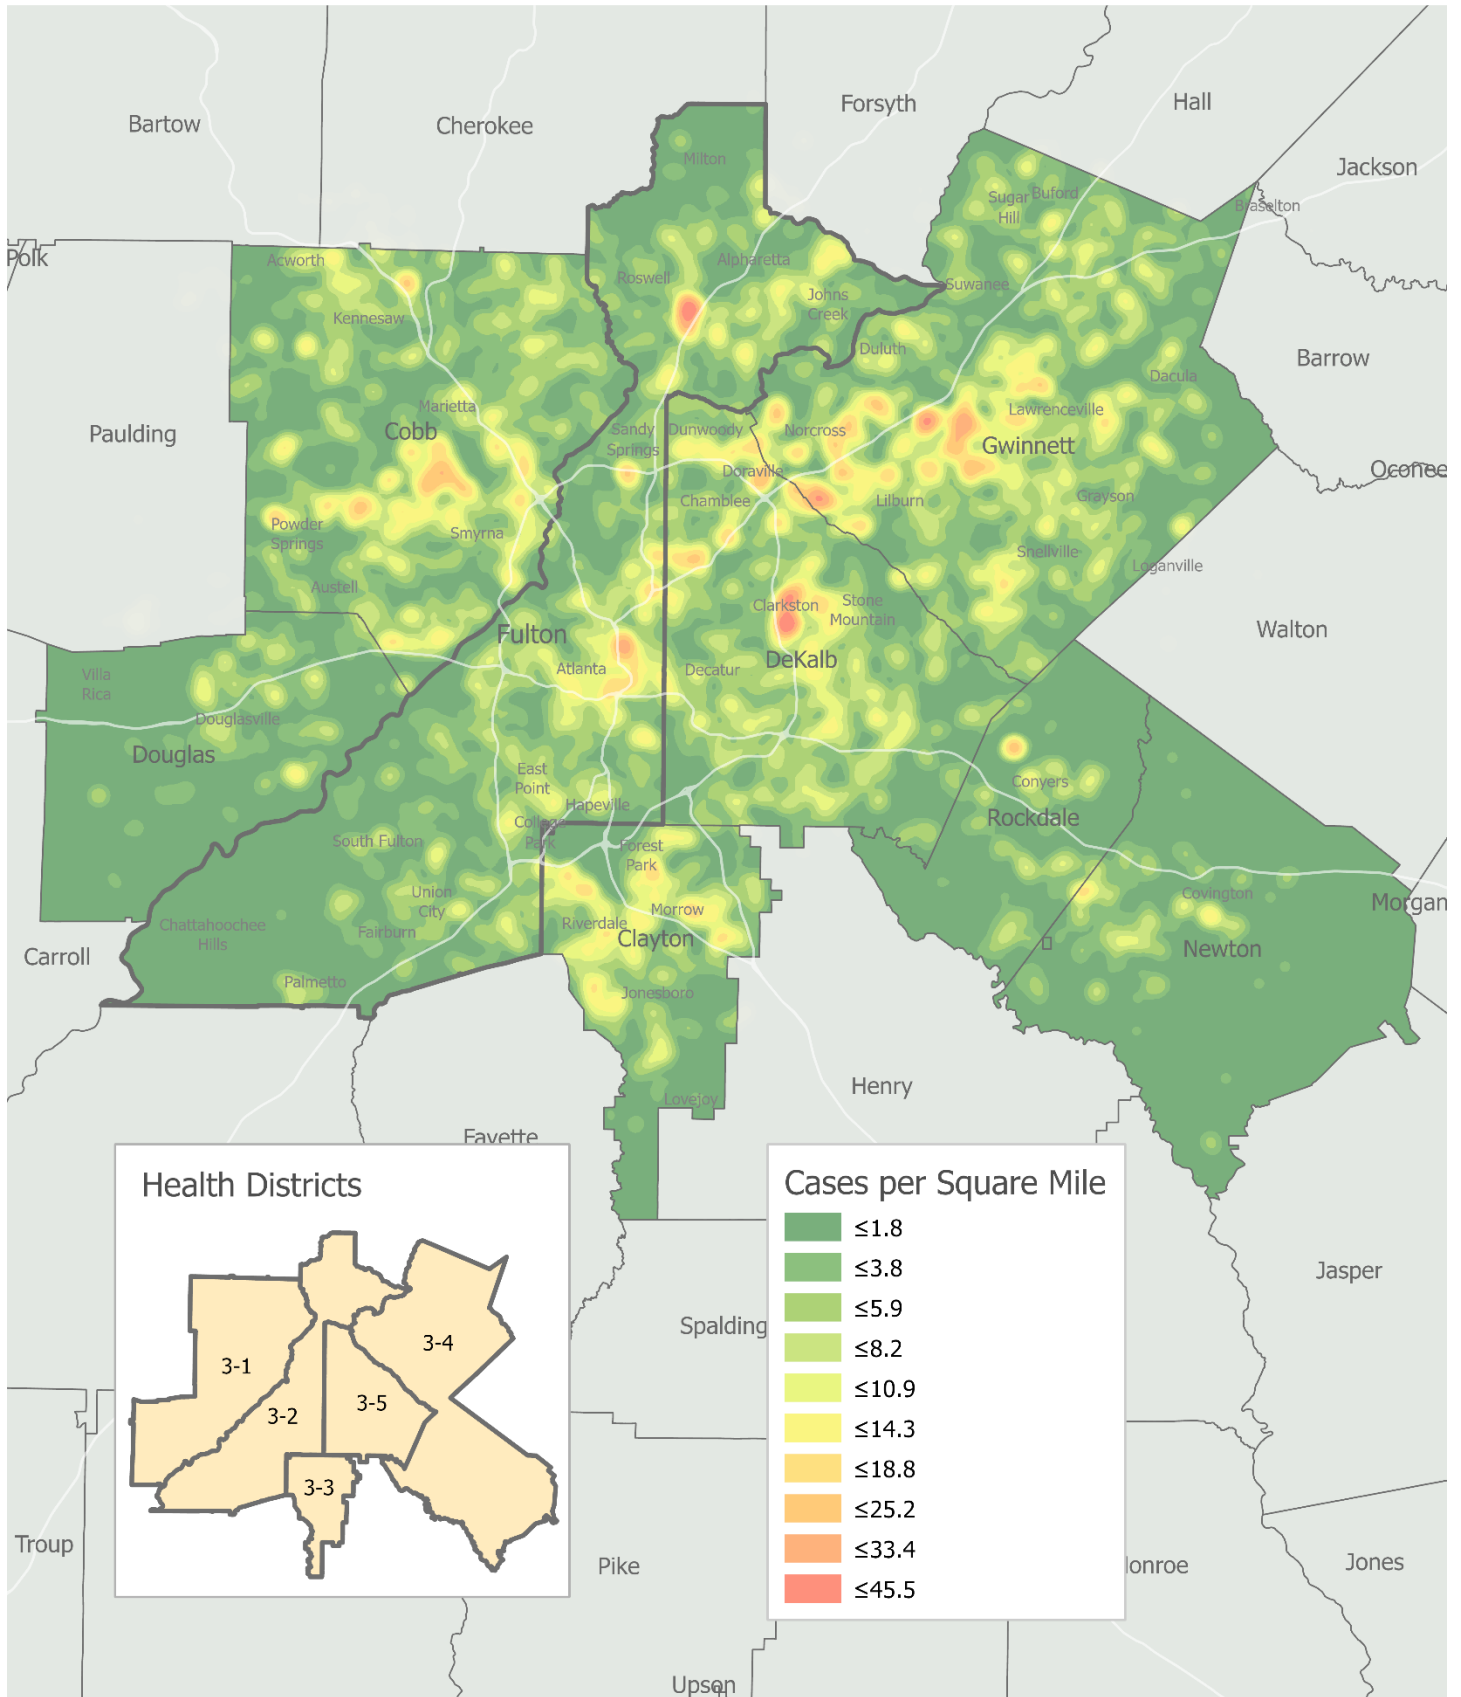 Bartow
Cherokee
Forsyth
Hall
Jackson
Milton
Sugar
Hill
Buford
Braselton
Polk
Acworth
Roswell
Alpharetta
Johns
Creek
Suwanee
Kennesaw
Duluth
Barrow
Dacula
Paulding
Marietta
Cobb
Sandy
Springs
Dunwoody
Norcross
Lawrenceville
Gwinnett
Doraville
Chamblee
Lilburn
Grayson
Oconee
Powder
Springs
Smyrna
Snellville
Loganville
Austell
Clarkston
Stone
Mountain
Walton
Fulton
Atlanta
Decatur
DeKalb
Villa
Rica
Douglasville
Douglas
East
Point
Hapeville
College
Park
Conyers
Rockdale
South Fulton
Forest
Park
Union
City
Covington
Morgan
Chattahoochee
Hills
Fairburn
Riverdale
Morrow
Clayton
Newton
Carroll
Palmetto
Jonesboro
Henry
Lovejoy
Fayette
Health Districts
3-1
3-2
3-3
3-4
3-5
Cases per Square Mile
≤1.8
≤3.8
≤5.9
≤8.2
≤10.9
≤14.3
≤18.8
≤25.2
≤33.4
≤45.5
Spalding
Jasper
Troup
Pike
onroe
Jones
Upson